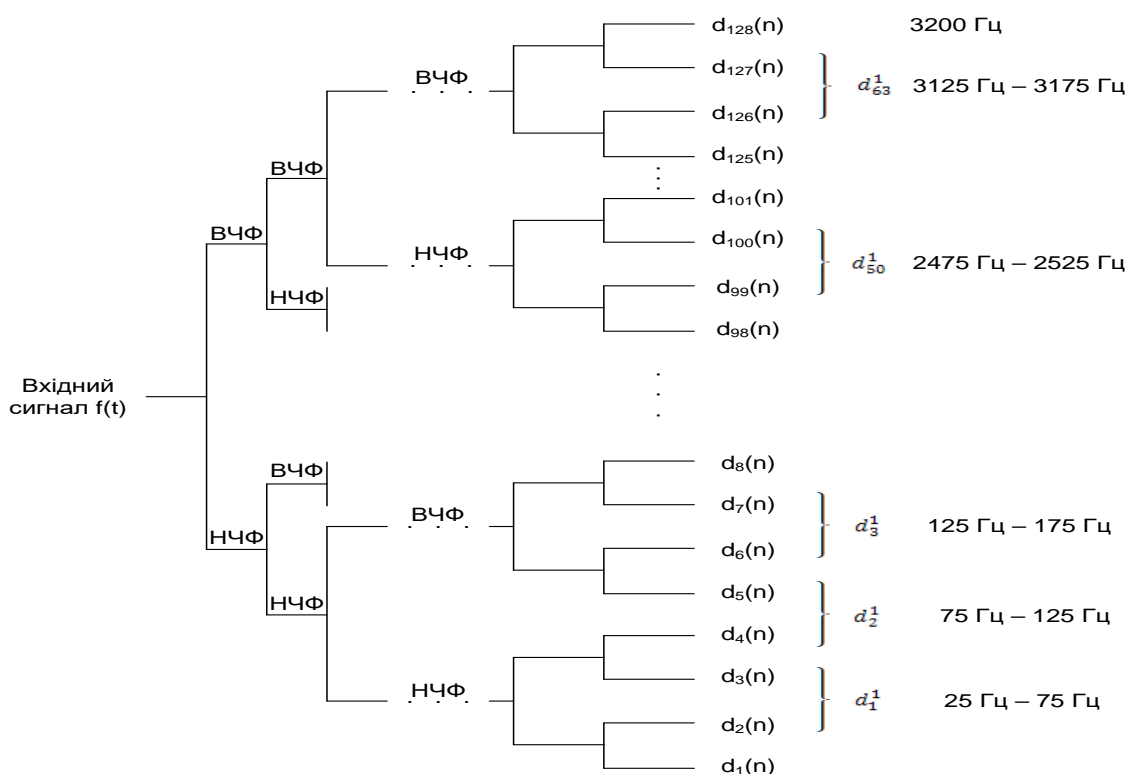 d₁₂₈(n) 3200 Гц
ВЧФ
d₁₂₇(n)
d¹₆₃ 3125 Гц – 3175 Гц
d₁₂₆(n)
d₁₂₅(n)
ВЧФ
d₁₀₁(n)
ВЧФ
d₁₀₀(n)
НЧФ
d¹₅₀ 2475 Гц – 2525 Гц
d₉₉(n)
НЧФ
d₉₈(n)
Вхідний
сигнал f(t)
d₈(n)
ВЧФ
d₇(n)
ВЧФ
d¹₃ 125 Гц – 175 Гц
НЧФ
d₆(n)
d₅(n)
НЧФ
d¹₂ 75 Гц – 125 Гц
d₄(n)
d₃(n)
НЧФ
d¹₁ 25 Гц – 75 Гц
d₂(n)
d₁(n)